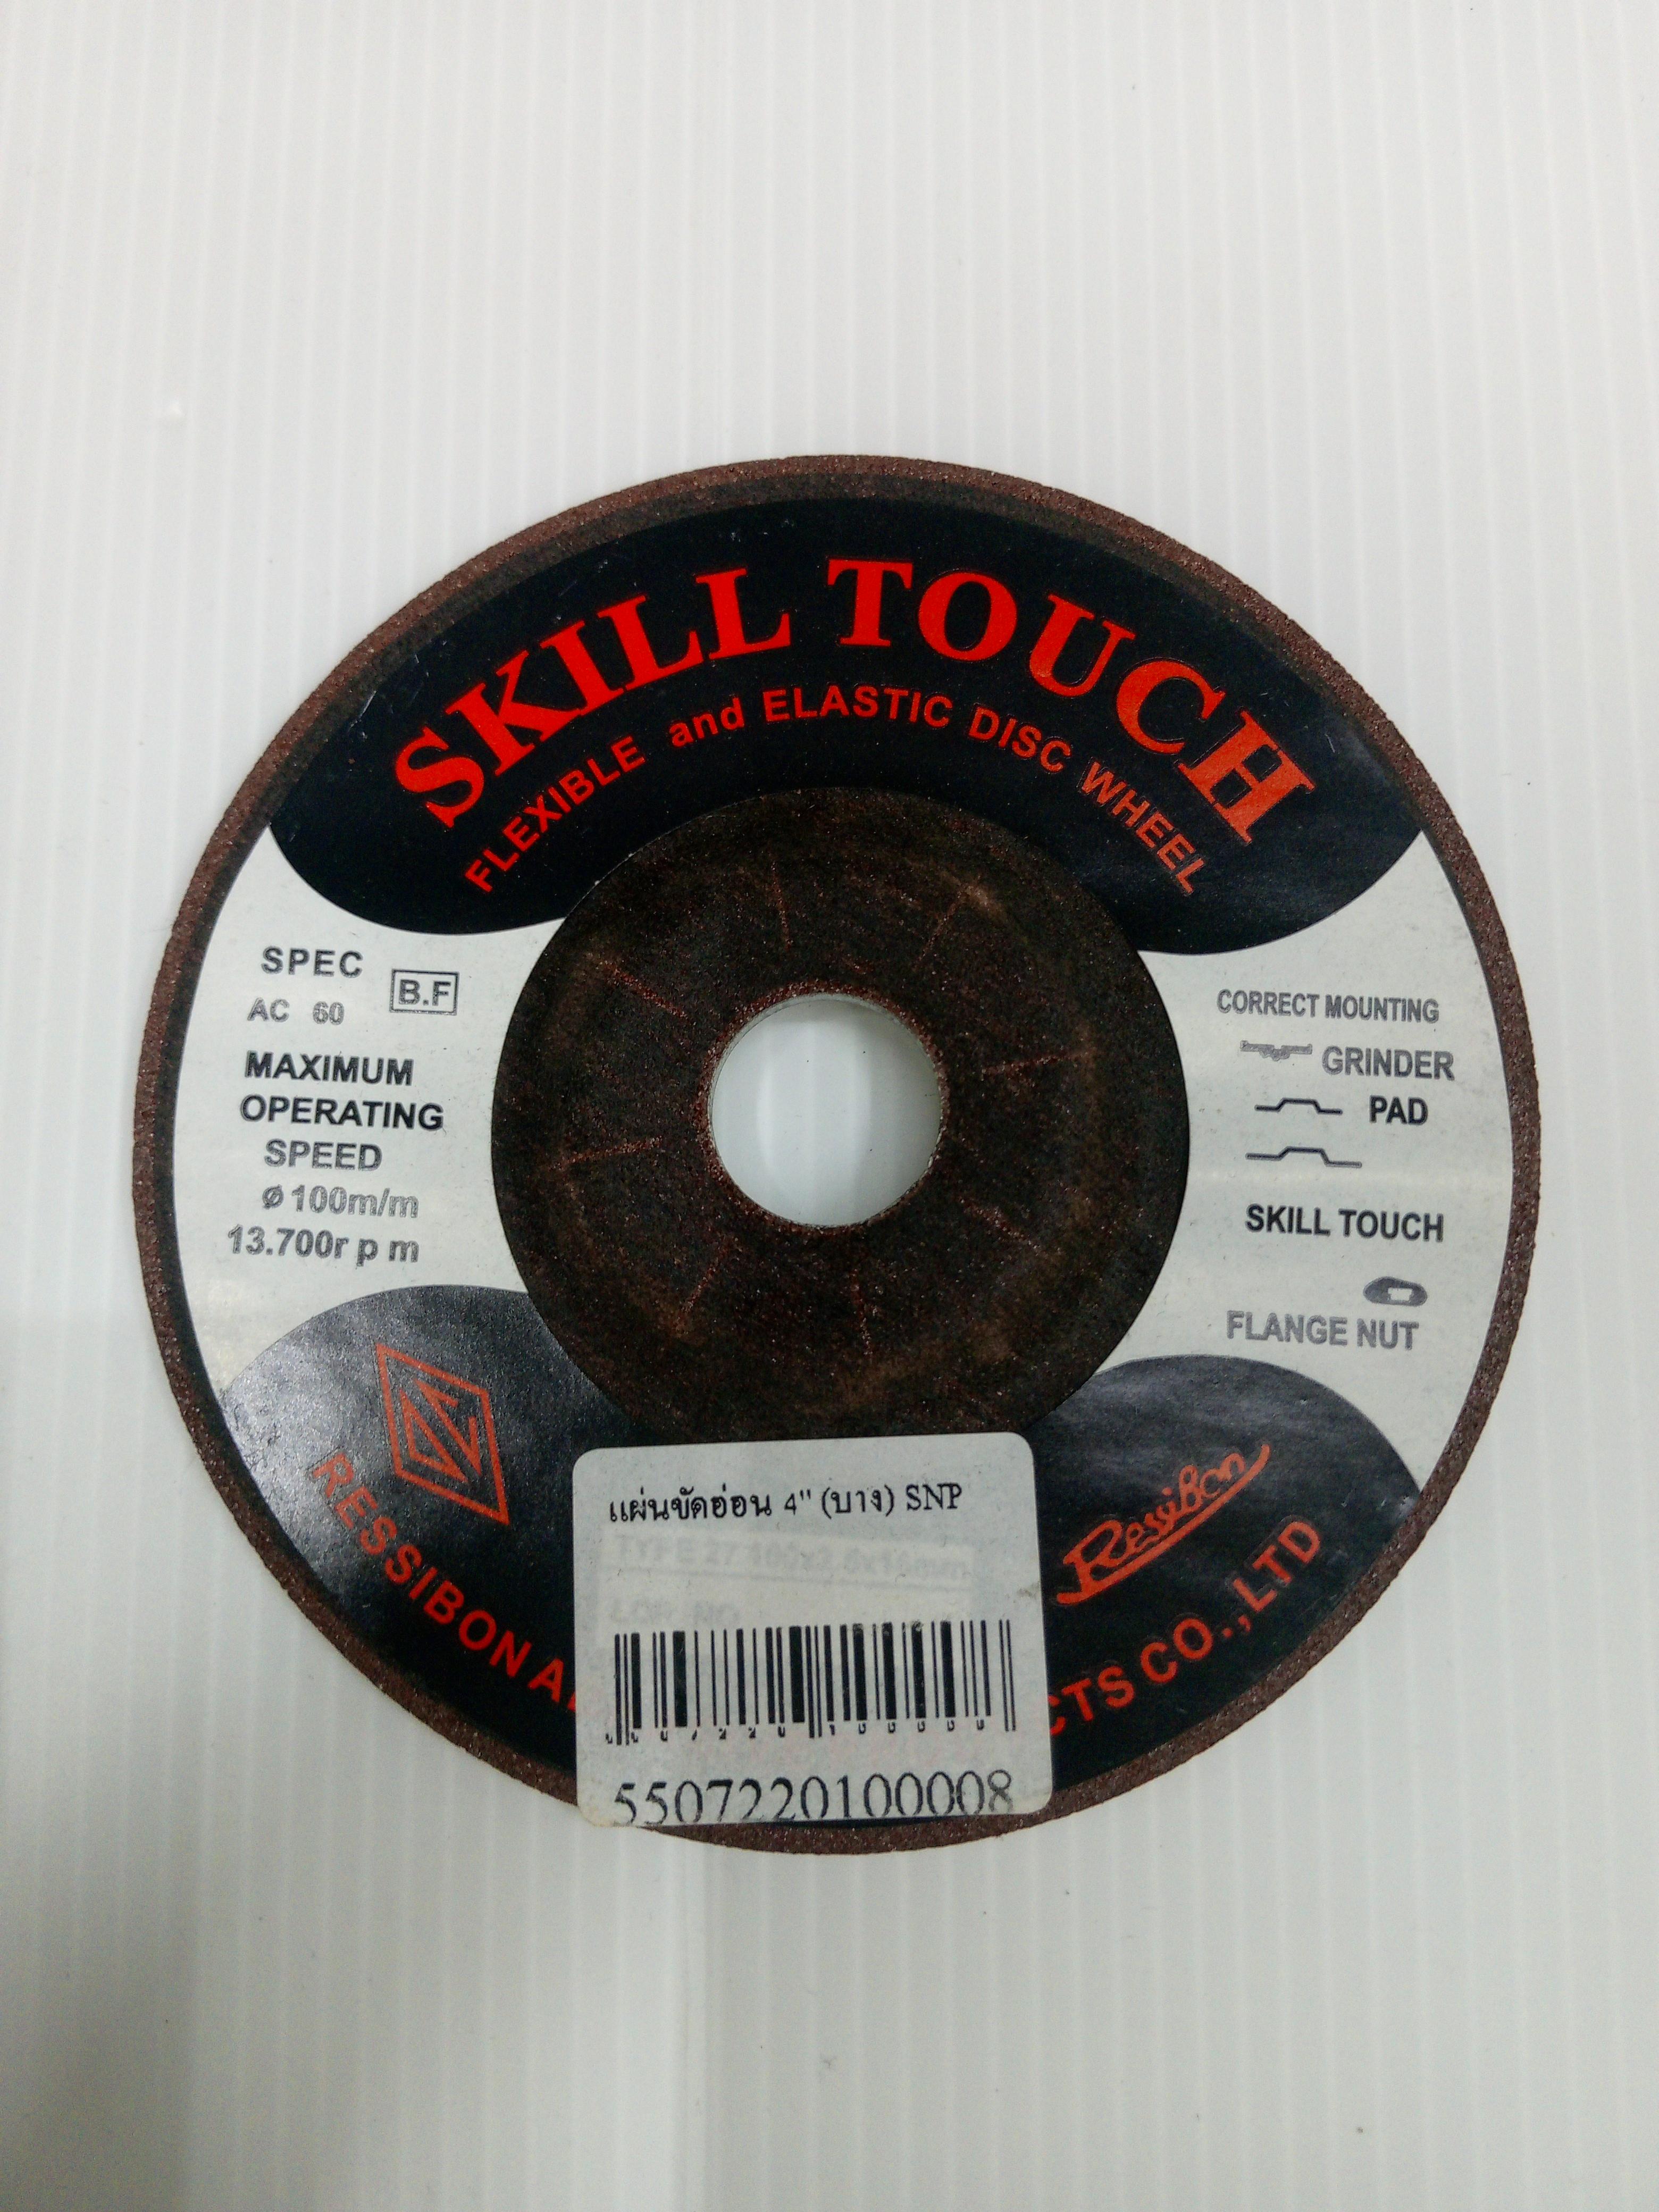 SKILL TOUCH
FLEXIBLE and ELASTIC DISC WHEEL
SPEC
AC 60 B.F
MAXIMUM
OPERATING
SPEED
ø 100m/m
13.700r p m
CORRECT MOUNTING
GRINDER
PAD
SKILL TOUCH
FLANGE NUT
Ressibon
RESSIBON
CO.,LTD
แผ่นขัดอ่อน 4" (บาง) SNP
5507220100008